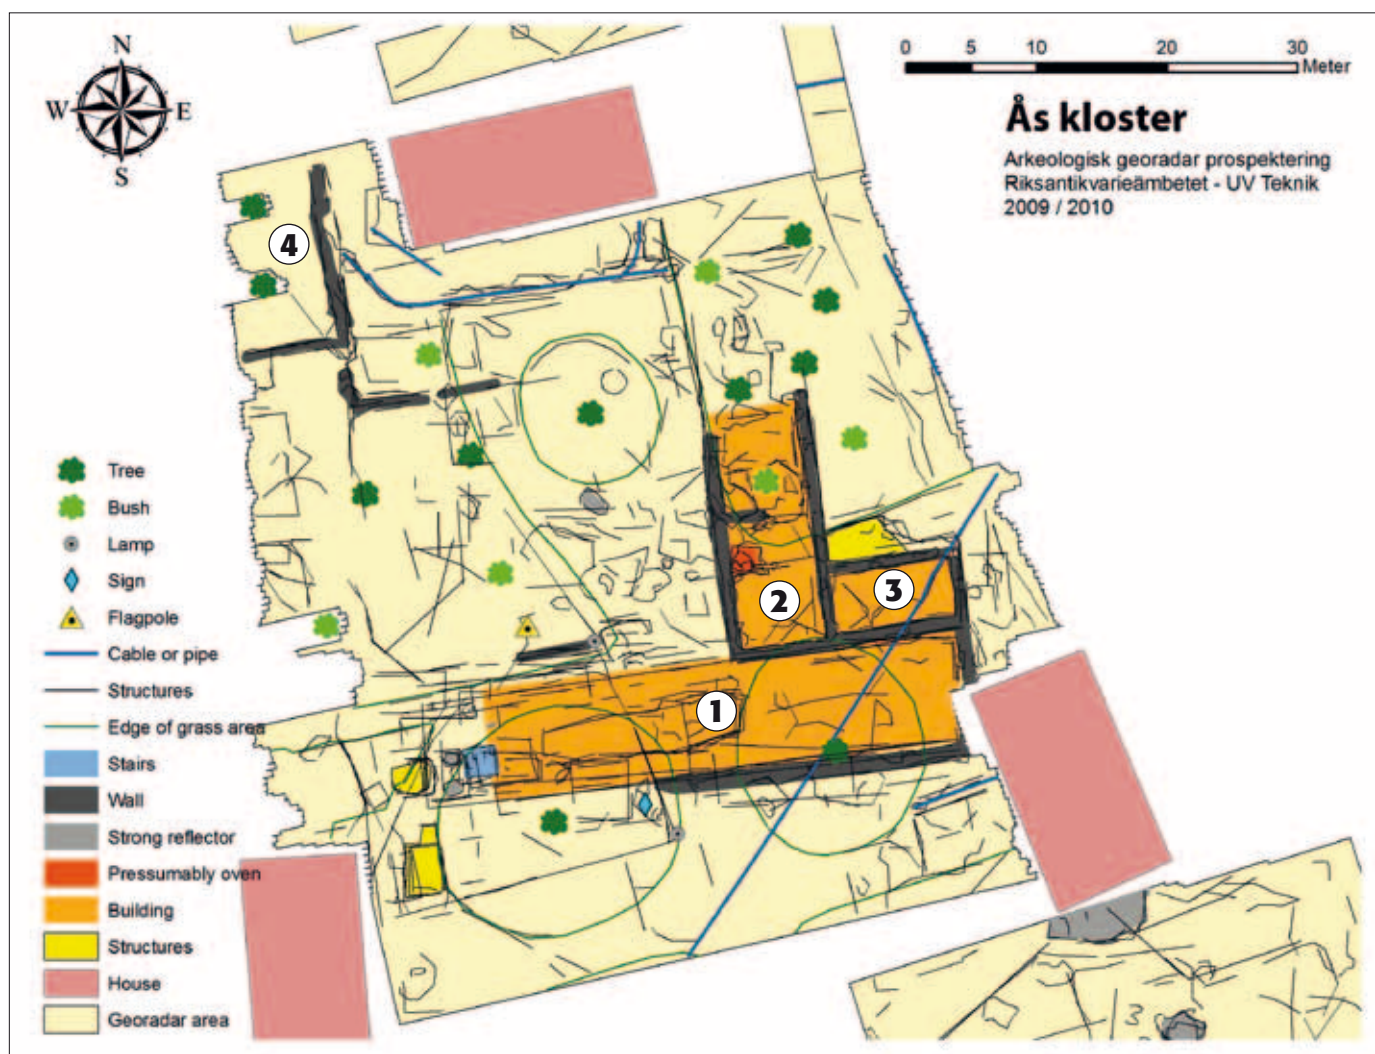 N
W E
S
0 5 10 20 30
Meter
Ås kloster
Arkeologisk georadar prospektering
Riksantikvarieämbetet - UV Teknik
2009 / 2010
4
3
2
1
Tree
Bush
Lamp
Sign
Flagpole
Cable or pipe
Structures
Edge of grass area
Stairs
Wall
Strong reflector
Pressumably oven
Building
Structures
House
Georadar area